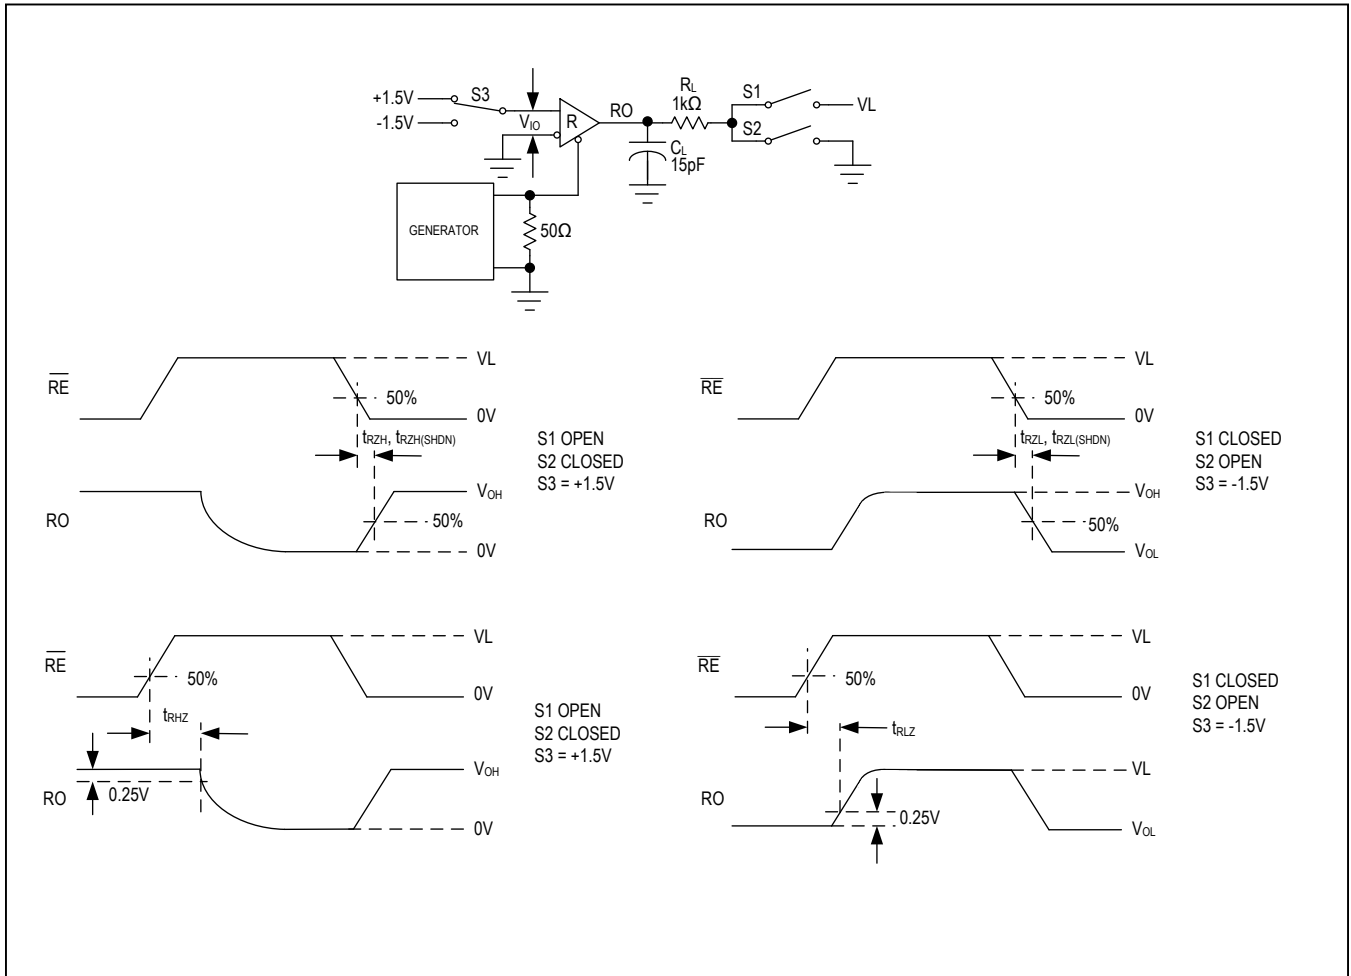 +1.5V
S3
-1.5V
VIO
R
RO
RL
1kΩ
S1
VL
S2
CL
15pF
GENERATOR
50Ω
RE
VL
50%
0V
tRZH, tRZH(SHDN)
S1 OPEN
S2 CLOSED
S3 = +1.5V
RO
VOH
50%
0V
RE
VL
50%
0V
tRZL, tRZL(SHDN)
S1 CLOSED
S2 OPEN
S3 = -1.5V
RO
VOH
50%
VOL
RE
VL
50%
0V
tRHZ
S1 OPEN
S2 CLOSED
S3 = +1.5V
RO
0.25V
VOH
0V
RE
VL
50%
0V
tRLZ
S1 CLOSED
S2 OPEN
S3 = -1.5V
RO
VL
0.25V
VOL